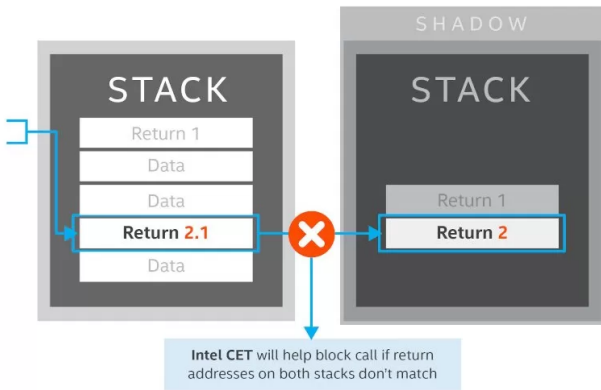 SHADOW
STACK
STACK
Return 1
Data
Data
Return 2.1
Data
Return 1
Return 2
Intel CET will help block call if return
addresses on both stacks don't match